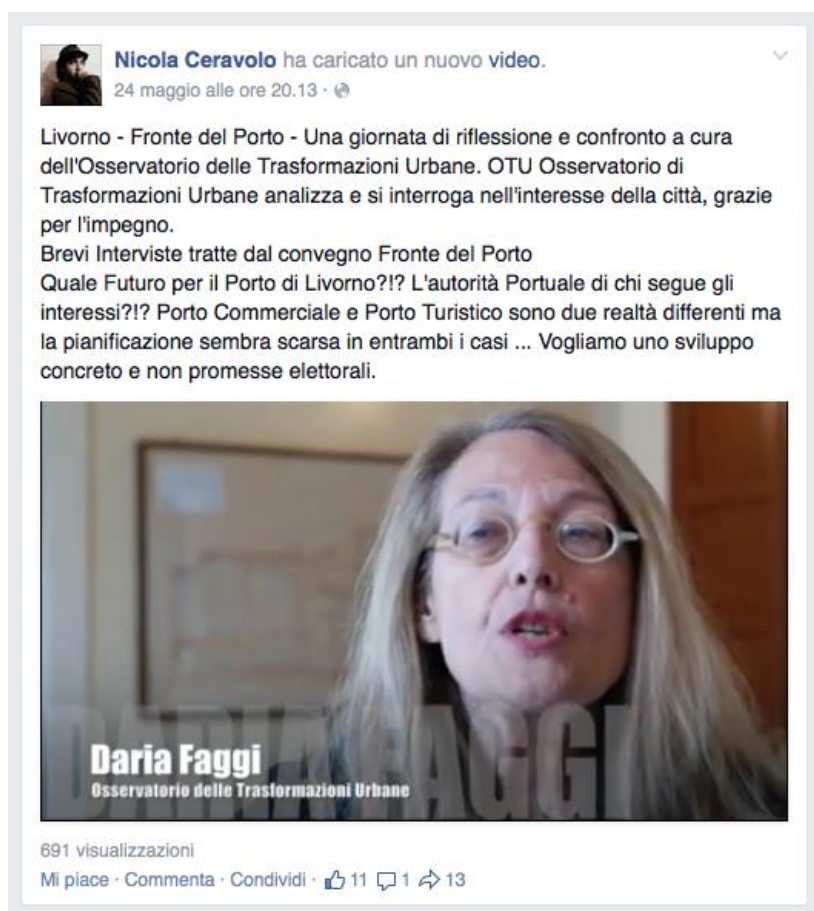 Nicola Ceravolo ha caricato un nuovo video.
24 maggio alle ore 20.13 ·
Livorno - Fronte del Porto - Una giornata di riflessione e confronto a cura
dell'Osservatorio delle Trasformazioni Urbane. OTU Osservatorio di
Trasformazioni Urbane analizza e si interroga nell'interesse della città, grazie
per l'impegno.
Brevi Interviste tratte dal convegno Fronte del Porto
Quale Futuro per il Porto di Livorno?!? L'autorità Portuale di chi segue gli
interessi?!? Porto Commerciale e Porto Turistico sono due realtà differenti ma
la pianificazione sembra scarsa in entrambi i casi ... Vogliamo uno sviluppo
concreto e non promesse elettorali.
DARIA FAGGI
Daria Faggi
Osservatorio delle Trasformazioni Urbane
691 visualizzazioni
Mi piace · Commenta · Condividi · 11 1 13